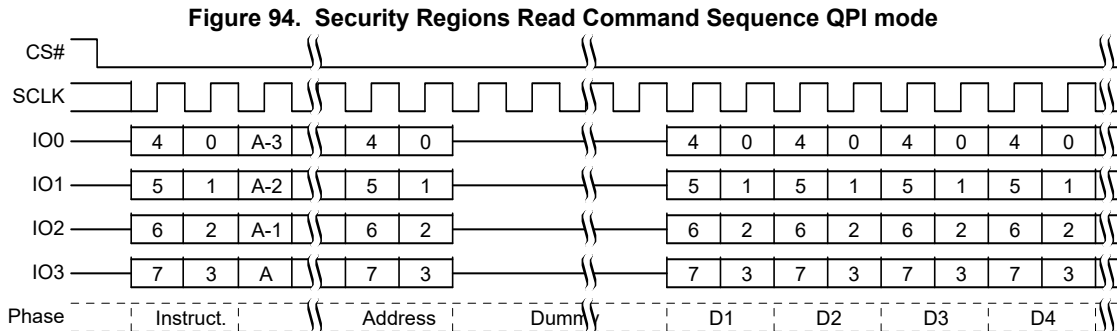 Figure 94. Security Regions Read Command Sequence QPI mode
CS#
SCLK
IO0 4 0 A-3 4 0 4 0 4 0 4 0 4 0
IO1 5 1 A-2 5 1 5 1 5 1 5 1 5 1
IO2 6 2 A-1 6 2 6 2 6 2 6 2 6 2
IO3 7 3 A 7 3 7 3 7 3 7 3 7 3
Phase Instruct. Address Dummy D1 D2 D3 D4